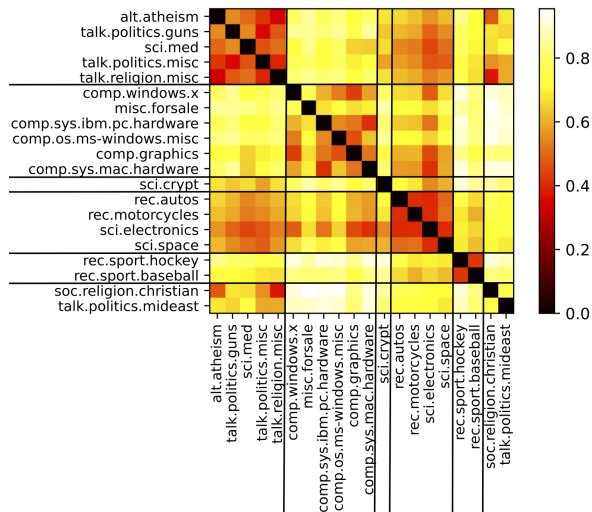 alt.atheism
talk.politics.guns
sci.med
talk.politics.misc
talk.religion.misc
comp.windows.x
misc.forsale
comp.sys.ibm.pc.hardware
comp.os.ms-windows.misc
comp.graphics
comp.sys.mac.hardware
sci.crypt
rec.autos
rec.motorcycles
sci.electronics
sci.space
rec.sport.hockey
rec.sport.baseball
soc.religion.christian
talk.politics.mideast
alt.atheism
talk.politics.guns
sci.med
talk.politics.misc
talk.religion.misc
comp.windows.x
misc.forsale
comp.sys.ibm.pc.hardware
comp.os.ms-windows.misc
comp.graphics
comp.sys.mac.hardware
sci.crypt
rec.autos
rec.motorcycles
sci.electronics
sci.space
rec.sport.hockey
rec.sport.baseball
soc.religion.christian
talk.politics.mideast
0.8
0.6
0.4
0.2
0.0